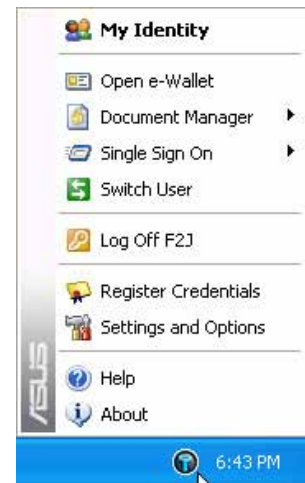 My Identity
Open e-Wallet
Document Manager
Single Sign On
Switch User
Log Off F2J
Register Credentials
Settings and Options
Help
About
ASUS
6:43 PM